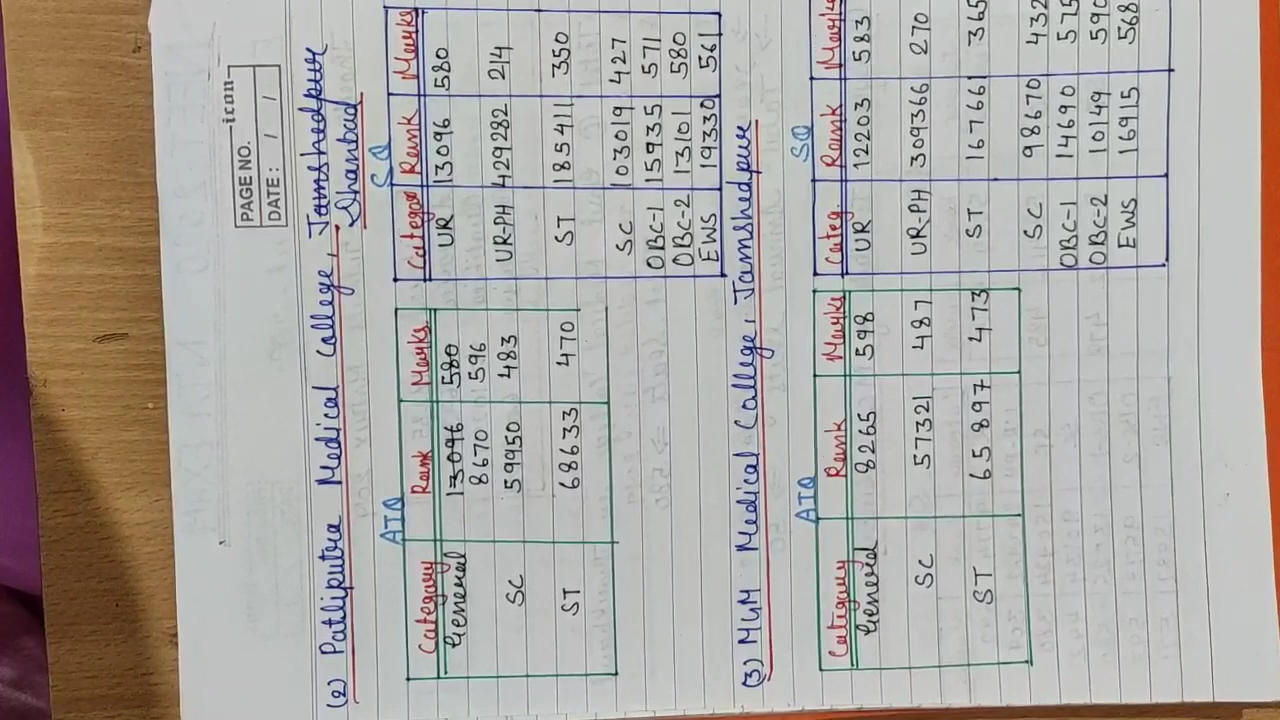 icon
PAGE NO.
DATE: / /
(2) Patliputra Medical College, Jamshedpur
Dhanbad
AIQ
Category Rank Marks
General 13096 580
8670 596
SC 59950 483
ST 68633 470
SQ
Categor Rank Marks
UR 13096 580
UR-PH 429282 214
ST 185411 350
SC 103019 427
OBC-1 15935 571
OBC-2 13101 580
EWS 19330 561
(3) MGM Medical College, Jamshedpur
AIQ
Category Rank Marks
General 8265 598
SC 57321 487
ST 65897 473
SQ
Categ. Rank Marks
UR 12203 583
UR-PH 309366 270
ST 167661 365
SC 98670 432
OBC-1 14690 575
OBC-2 10149 590
EWS 16915 568